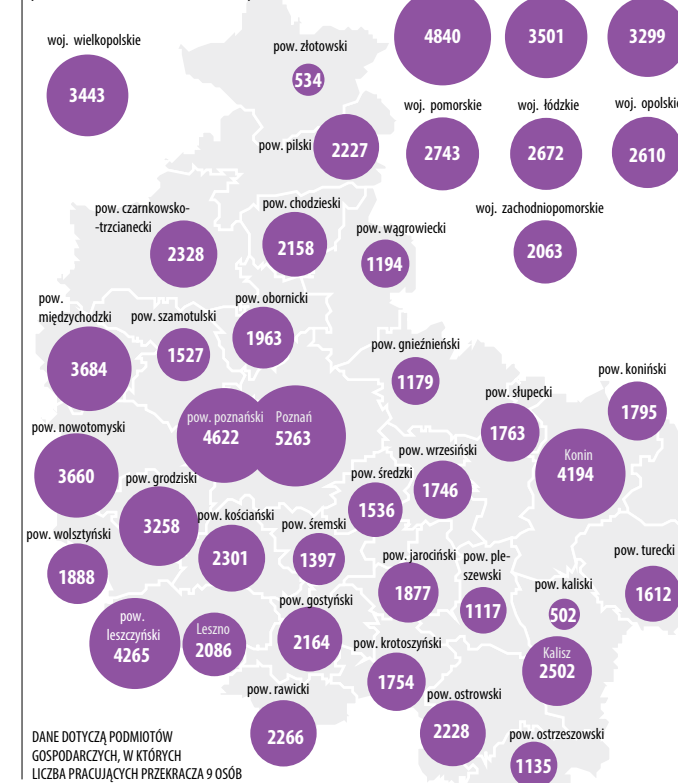 4840
3501
3299
woj. wielkopolskie
3443
pow. złotowski
534
woj. pomorskie
2743
woj. łódzkie
2672
woj. opolskie
2610
pow. pilski
2227
pow. czarnkowsko-
-trzcianecki
2328
pow. chodzieski
2158
pow. wągrowiecki
1194
woj. zachodniopomorskie
2063
pow.
międzychodzki
3684
pow. szamotulski
1527
pow. obornicki
1963
pow. gnieźnieński
1179
pow. koniński
1795
pow. słupecki
1763
pow. poznański
4622
Poznań
5263
pow. nowotomyski
3660
Konin
4194
pow. wrzesiński
1746
pow. średzki
1536
pow. grodziski
3258
pow. kościański
2301
pow. śremski
1397
pow. wolsztyński
1888
pow. jarociński
1877
pow. ple-
szewski
1117
pow. turecki
1612
pow. kaliski
502
pow.
leszczyński
4265
Leszno
2086
pow. gostyński
2164
Kalisz
2502
pow. krotoszyński
1754
pow. rawicki
2266
pow. ostrowski
2228
pow. ostrzeszowski
1135
DANE DOTYCZĄ PODMIOTÓW
GOSPODARCZYCH, W KTÓRYCH
LICZBA PRACUJĄCYCH PRZEKRACZA 9 OSÓB